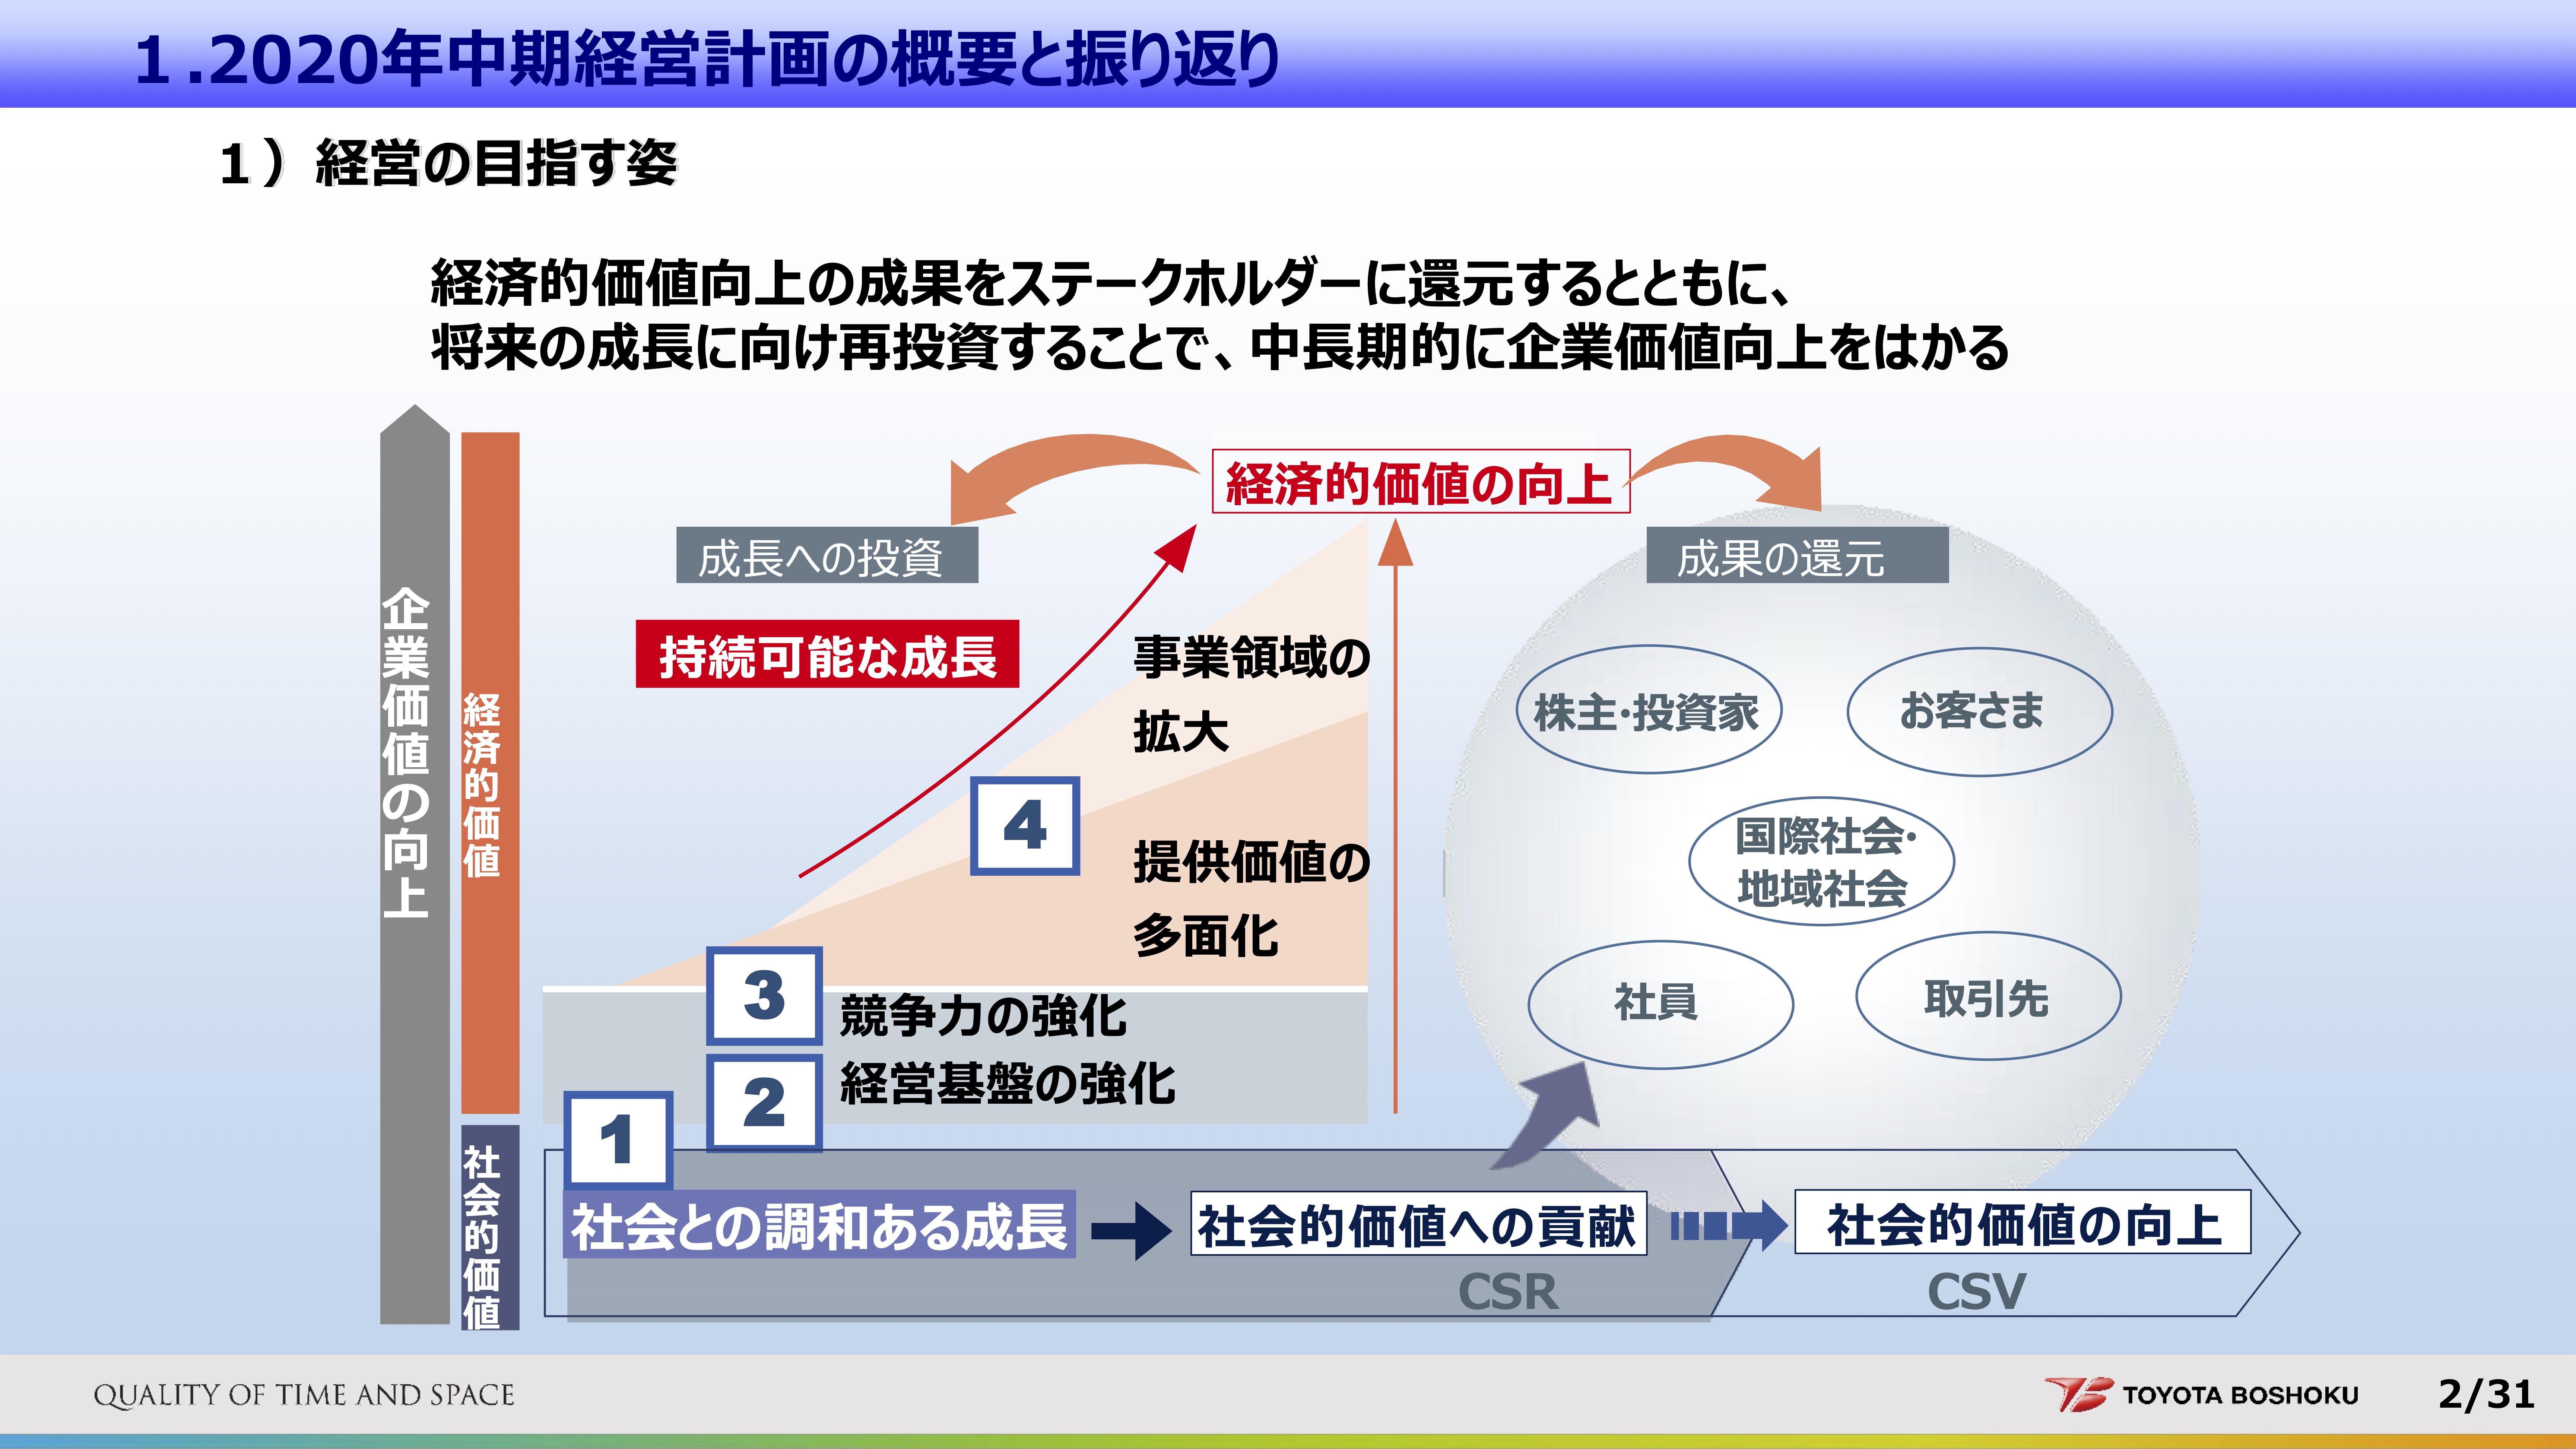 １.2020年中期経営計画の概要と振り返り
１）経営の目指す姿
経済的価値向上の成果をステークホルダーに還元するとともに、
将来の成長に向け再投資することで、中長期的に企業価値向上をはかる
企業価値の向上
経済的価値
社会的価値
経済的価値の向上
成長への投資
成果の還元
持続可能な成長
事業領域の
拡大
4
提供価値の
多面化
3
競争力の強化
2
経営基盤の強化
株主・投資家
お客さま
国際社会・
地域社会
社員
取引先
1
社会との調和ある成長
社会的価値への貢献
社会的価値の向上
CSR
CSV
QUALITY OF TIME AND SPACE
TOYOTA BOSHOKU
2/31